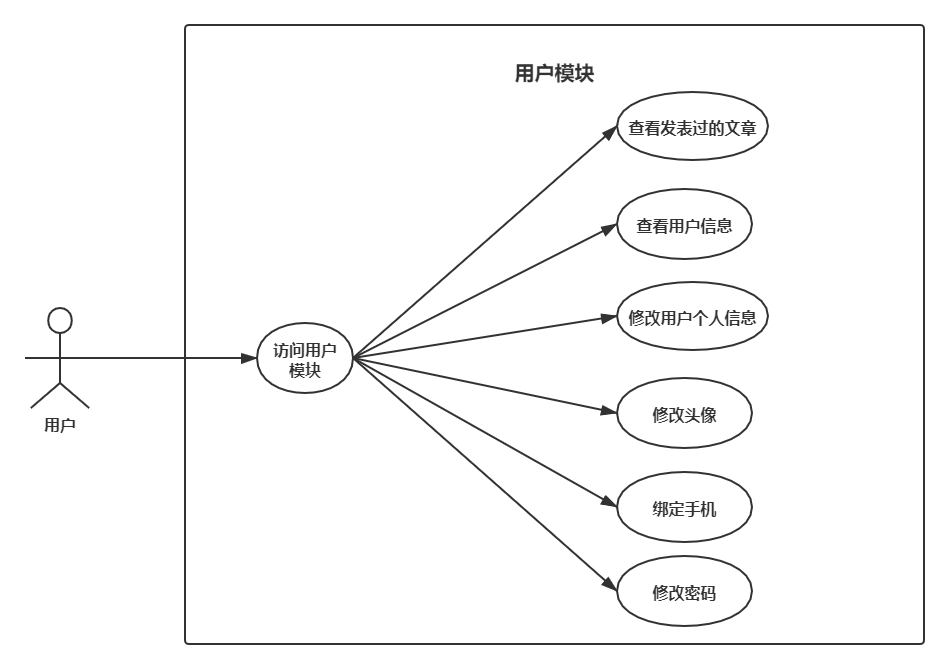 用户模块
查看发表过的文章
查看用户信息
修改用户个人信息
访问用户
模块
修改头像
用户
绑定手机
修改密码